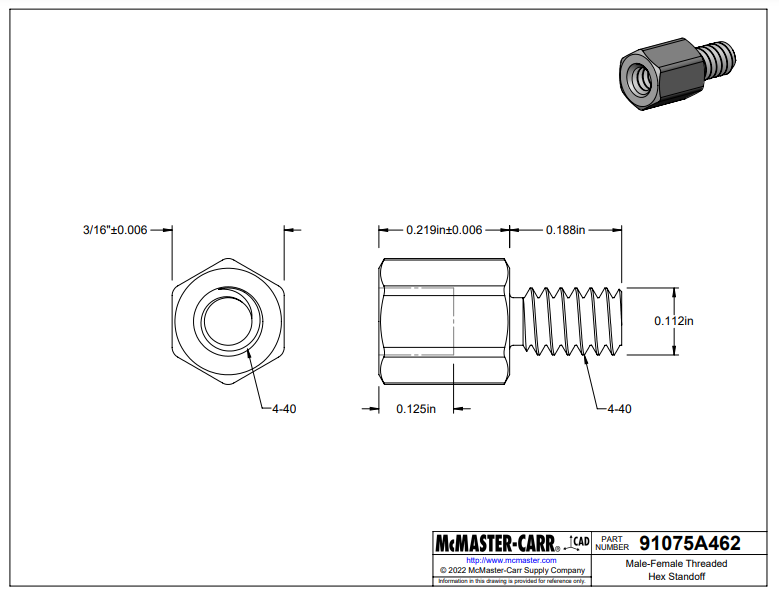 3/16"±0.006
0.219in±0.006
0.188in
0.112in
0.125in
4-40
4-40
McMASTER-CARR® CAD
http://www.mcmaster.com
© 2022 McMaster-Carr Supply Company
Information in this drawing is provided for reference only.
PART
NUMBER
91075A462
Male-Female Threaded
Hex Standoff